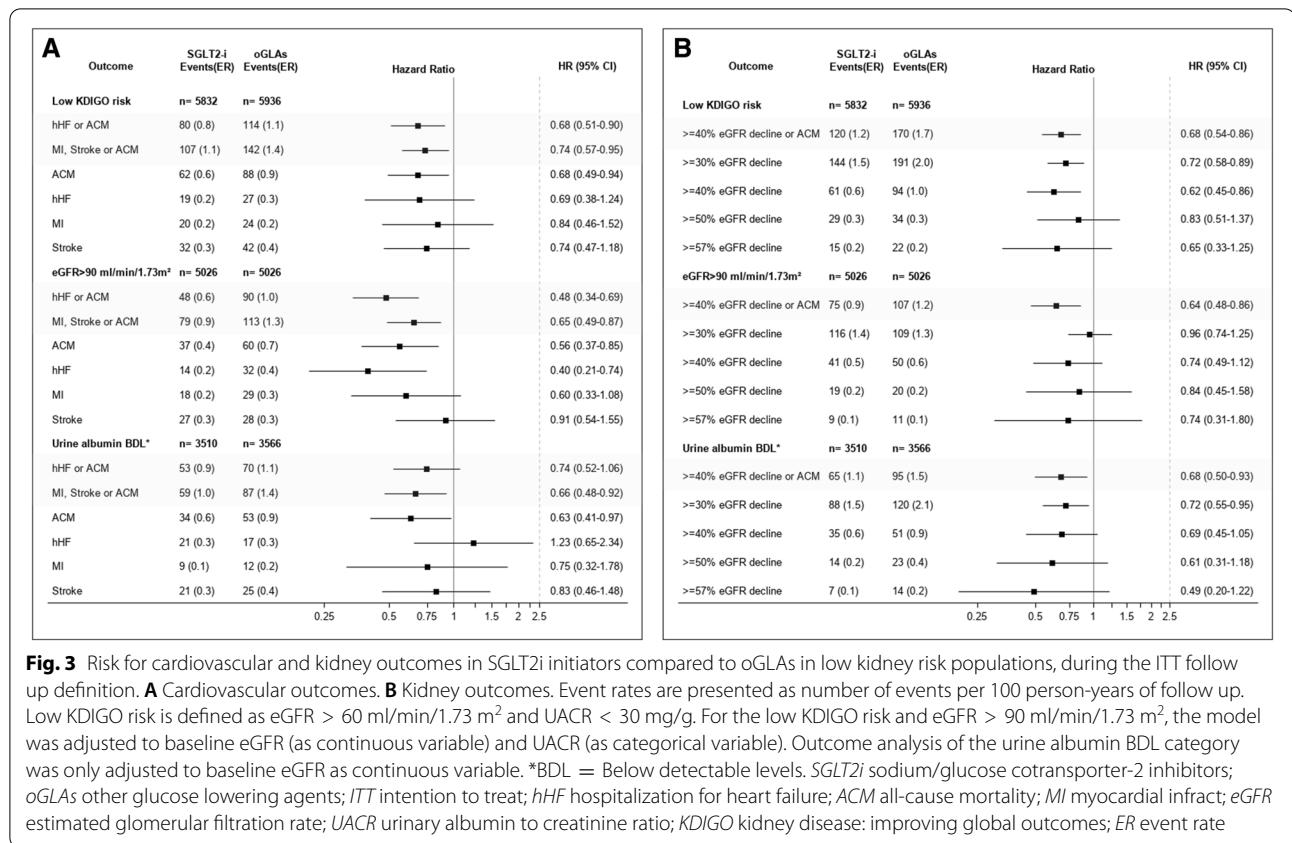 A
SGLT2-i oGLAs
Outcome Events(ER) Events(ER) Hazard Ratio HR (95% CI)
Low KDIGO risk n= 5832 n= 5936
hHF or ACM 80 (0.8) 114 (1.1) 0.68 (0.51-0.90)
MI, Stroke or ACM 107 (1.1) 142 (1.4) 0.74 (0.57-0.95)
ACM 62 (0.6) 88 (0.9) 0.68 (0.49-0.94)
hHF 19 (0.2) 27 (0.3) 0.69 (0.38-1.24)
MI 20 (0.2) 24 (0.2) 0.84 (0.46-1.52)
Stroke 32 (0.3) 42 (0.4) 0.74 (0.47-1.18)
eGFR>90 ml/min/1.73m² n= 5026 n= 5026
hHF or ACM 48 (0.6) 90 (1.0) 0.48 (0.34-0.69)
MI, Stroke or ACM 79 (0.9) 113 (1.3) 0.65 (0.49-0.87)
ACM 37 (0.4) 60 (0.7) 0.56 (0.37-0.85)
hHF 14 (0.2) 32 (0.4) 0.40 (0.21-0.74)
MI 18 (0.2) 29 (0.3) 0.60 (0.33-1.08)
Stroke 27 (0.3) 28 (0.3) 0.91 (0.54-1.55)
Urine albumin BDL* n= 3510 n= 3566
hHF or ACM 53 (0.9) 70 (1.1) 0.74 (0.52-1.06)
MI, Stroke or ACM 59 (1.0) 87 (1.4) 0.66 (0.48-0.92)
ACM 34 (0.6) 53 (0.9) 0.63 (0.41-0.97)
hHF 21 (0.3) 17 (0.3) 1.23 (0.65-2.34)
MI 9 (0.1) 12 (0.2) 0.75 (0.32-1.78)
Stroke 21 (0.3) 25 (0.4) 0.83 (0.46-1.48)
0.25 0.5 0.75 1 1.5 2 2.5
B
SGLT2-i oGLAs
Outcome Events(ER) Events(ER) Hazard Ratio HR (95% CI)
Low KDIGO risk n= 5832 n= 5936
>=40% eGFR decline or ACM 120 (1.2) 170 (1.7) 0.68 (0.54-0.86)
>=30% eGFR decline 144 (1.5) 191 (2.0) 0.72 (0.58-0.89)
>=40% eGFR decline 61 (0.6) 94 (1.0) 0.62 (0.45-0.86)
>=50% eGFR decline 29 (0.3) 34 (0.3) 0.83 (0.51-1.37)
>=57% eGFR decline 15 (0.2) 22 (0.2) 0.65 (0.33-1.25)
eGFR>90 ml/min/1.73m² n= 5026 n= 5026
>=40% eGFR decline or ACM 75 (0.9) 107 (1.2) 0.64 (0.48-0.86)
>=30% eGFR decline 116 (1.4) 109 (1.3) 0.96 (0.74-1.25)
>=40% eGFR decline 41 (0.5) 50 (0.6) 0.74 (0.49-1.12)
>=50% eGFR decline 19 (0.2) 20 (0.2) 0.84 (0.45-1.58)
>=57% eGFR decline 9 (0.1) 11 (0.1) 0.74 (0.31-1.80)
Urine albumin BDL* n= 3510 n= 3566
>=40% eGFR decline or ACM 65 (1.1) 95 (1.5) 0.68 (0.50-0.93)
>=30% eGFR decline 88 (1.5) 120 (2.1) 0.72 (0.55-0.95)
>=40% eGFR decline 35 (0.6) 51 (0.9) 0.69 (0.45-1.05)
>=50% eGFR decline 14 (0.2) 23 (0.4) 0.61 (0.31-1.18)
>=57% eGFR decline 7 (0.1) 14 (0.2) 0.49 (0.20-1.22)
0.25 0.5 0.75 1 1.5 2 2.5
Fig. 3 Risk for cardiovascular and kidney outcomes in SGLT2i initiators compared to oGLAs in low kidney risk populations, during the ITT follow
up definition. A Cardiovascular outcomes. B Kidney outcomes. Event rates are presented as number of events per 100 person-years of follow up.
Low KDIGO risk is defined as eGFR > 60 ml/min/1.73 m² and UACR < 30 mg/g. For the low KDIGO risk and eGFR > 90 ml/min/1.73 m², the model
was adjusted to baseline eGFR (as continuous variable) and UACR (as categorical variable). Outcome analysis of the urine albumin BDL category
was only adjusted to baseline eGFR as continuous variable. *BDL = Below detectable levels. SGLT2i sodium/glucose cotransporter-2 inhibitors;
oGLAs other glucose lowering agents; ITT intention to treat; hHF hospitalization for heart failure; ACM all-cause mortality; MI myocardial infract; eGFR
estimated glomerular filtration rate; UACR urinary albumin to creatinine ratio; KDIGO kidney disease: improving global outcomes; ER event rate